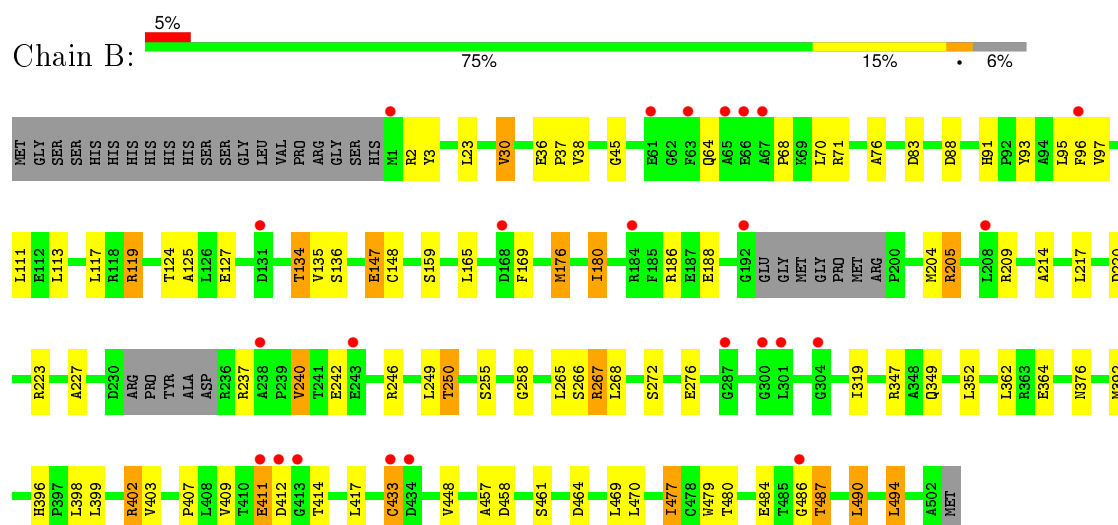 5%
Chain B:
75%
15%
•
6%
MET GLY SER SER HIS HIS HIS HIS HIS HIS SER SER GLY LEU VAL PRO ARG GLY SER HIS M1 R2 Y3 L23 V30 E36 P37 V38 G45 E61 G62 F63 Q64 A65 E66 A67 P68 K69 L70 R71 A76 D83 D88 H91 P92 Y93 A94 L95 F96 V97
L111 E112 L113 L117 R118 R119 T124 A125 L126 E127 D131 T134 V135 S136 E147 C148 S159 L165 D168 F169 M176 I180 R184 F185 R186 E187 E188 G192 GLU GLY MET GLY PRO MET ARG P200 M204 R205 L208 R209 A214 L217
R223 A227 D230 ARG PRO TYR ALA ASP R236 R237 A238 P239 V240 T241 E242 E243 R246 L249 T250 S255 G258 L265 S266 R267 L268 S272 E276 G287 G300 L301 G304 I319 R347 A348 Q349 L352 L362 R363 E364 N376
H396 P397 L398 L399 R402 V403 P407 L408 V409 T410 E411 D412 G413 T414 L417 C433 D434 V448 A457 D458 S461 D464 L469 L470 I477 C478 W479 T480 E484 T485 G486 T487 L490 L494 A502 MET